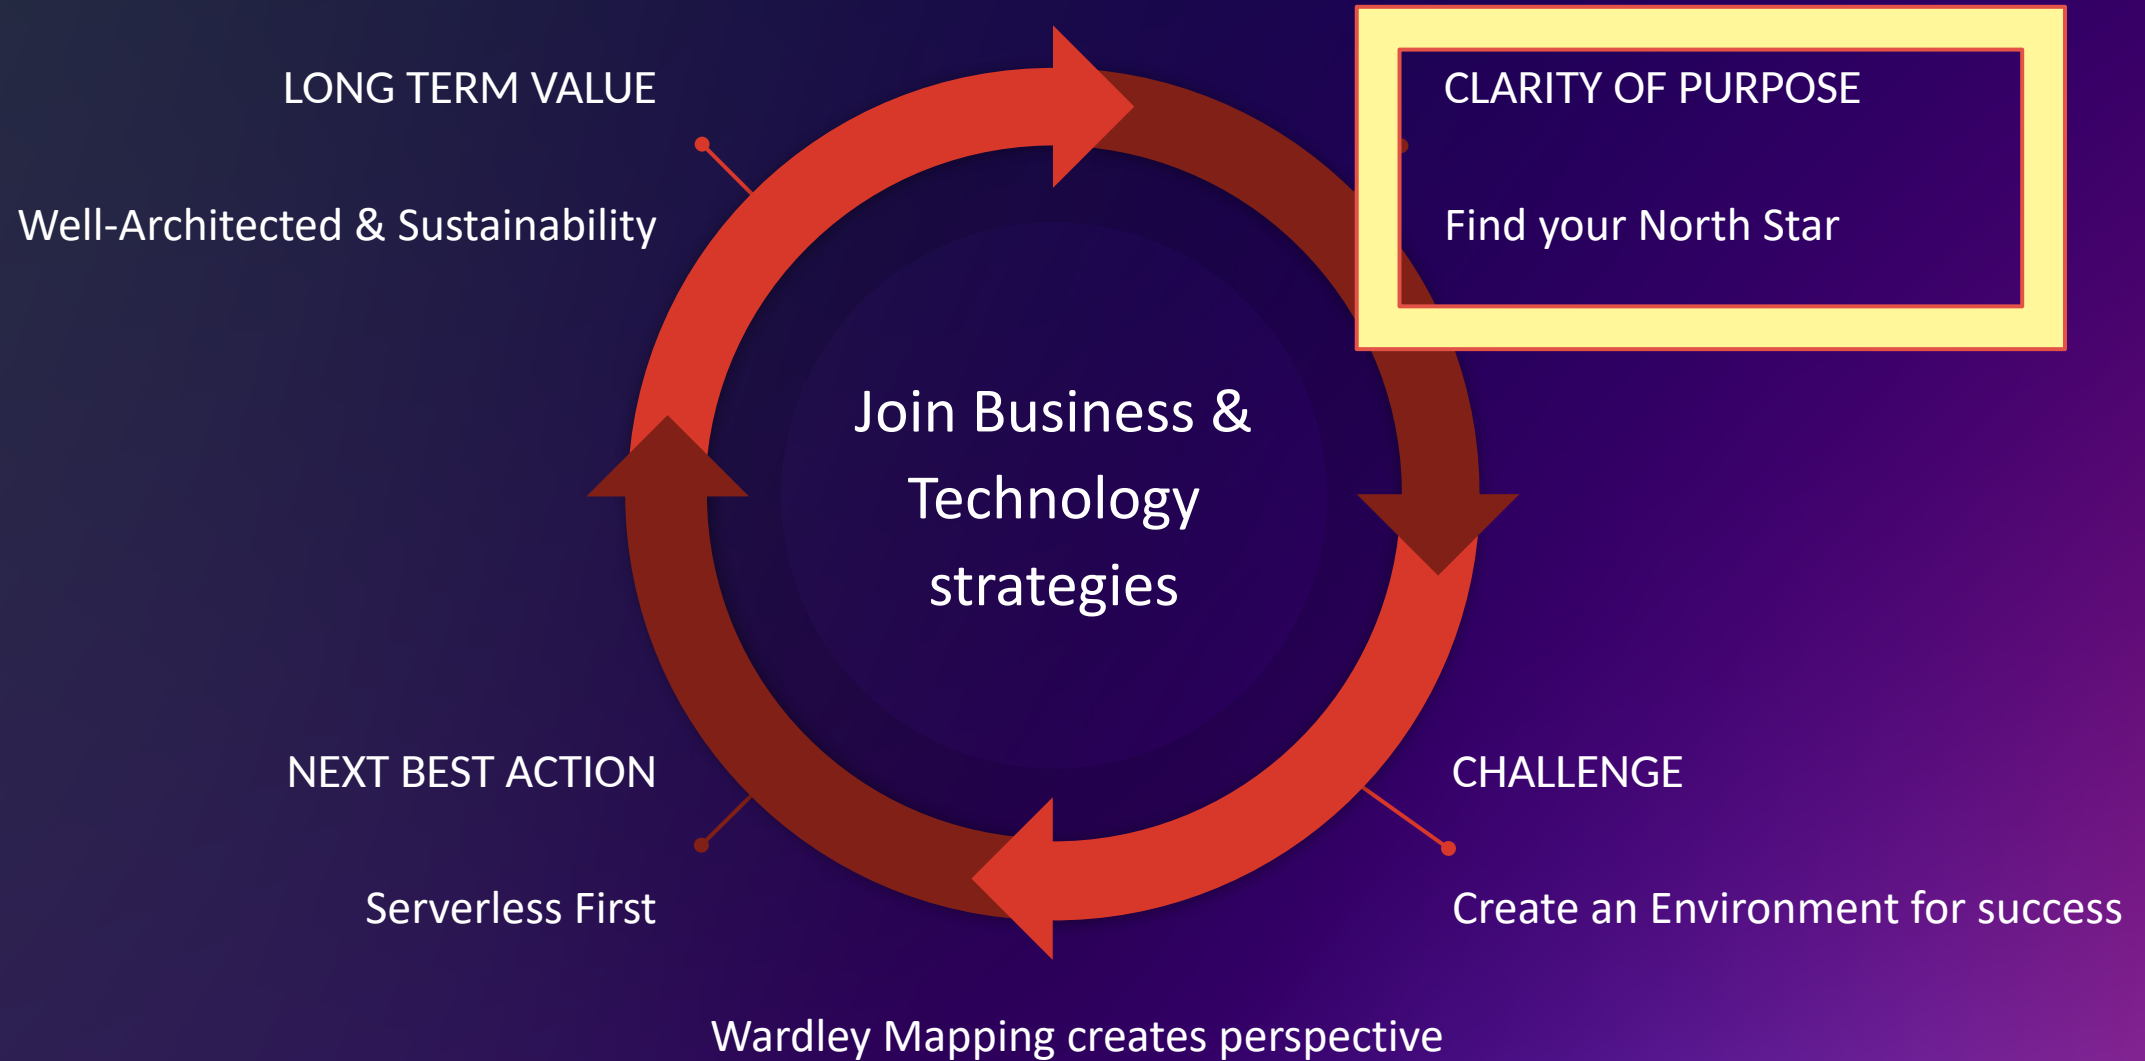 LONG TERM VALUE
Well-Architected & Sustainability
CLARITY OF PURPOSE
Find your North Star
Join Business &
Technology
strategies
NEXT BEST ACTION
Serverless First
CHALLENGE
Create an Environment for success
Wardley Mapping creates perspective